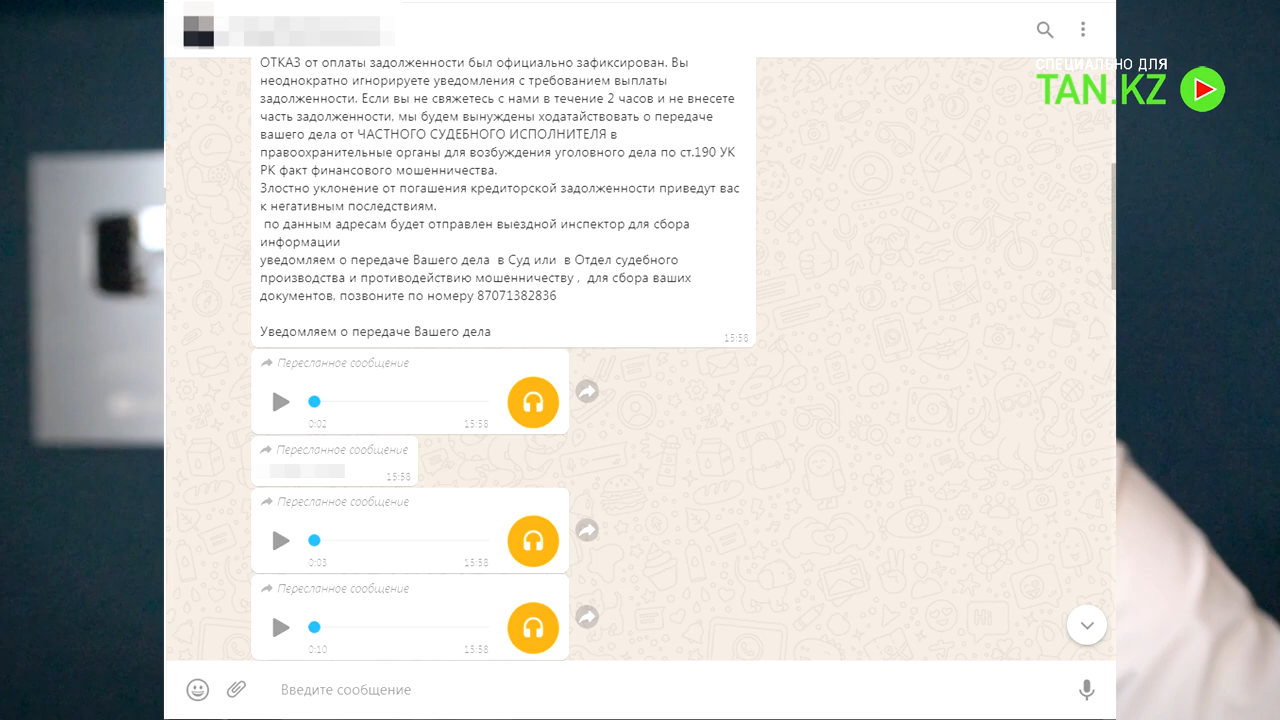 СПЕЦИАЛЬНО ДЛЯ
TAN.KZ
ОТКАЗ от оплаты задолженности был официально зафиксирован. Вы
неоднократно игнорируете уведомления с требованием выплаты
задолженности. Если вы не свяжетесь с нами в течение 2 часов и не внесете
часть задолженности, мы будем вынуждены ходатайствовать о передаче
вашего дела от ЧАСТНОГО СУДЕБНОГО ИСПОЛНИТЕЛЯ в
правоохранительные органы для возбуждения уголовного дела по ст.190 УК
РК факт финансового мошенничества.
Злостно уклонение от погашения кредиторской задолженности приведут вас
к негативным последствиям.
по данным адресам будет отправлен выездной инспектор для сбора
информации
уведомляем о передаче Вашего дела в Суд или в Отдел судебного
производства и противодействию мошенничеству , для сбора ваших
документов, позвоните по номеру 87071382836
Уведомляем о передаче Вашего дела
15:58
Пересланное сообщение
0:02 15:58
Пересланное сообщение
15:58
Пересланное сообщение
0:03 15:58
Пересланное сообщение
0:10 15:58
Введите сообщение